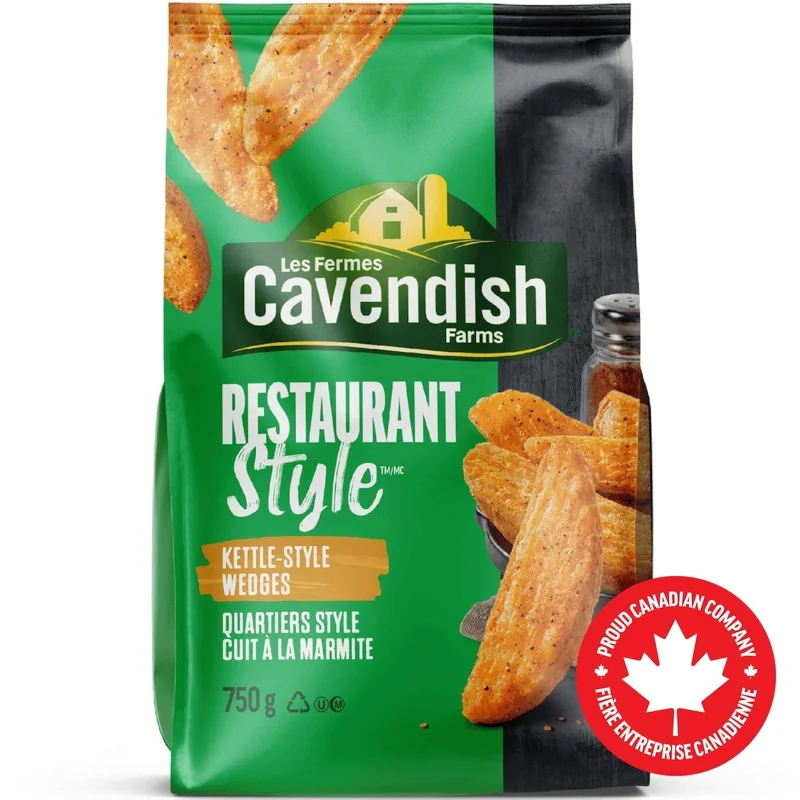 Les Fermes
Cavendish
Farms
RESTAURANT
Style TM/MC
KETTLE-STYLE
WEDGES
QUARTIERS STYLE
CUIT À LA MARMITE
750 g U M
PROUD CANADIAN COMPANY
FIÈRE ENTREPRISE CANADIENNE